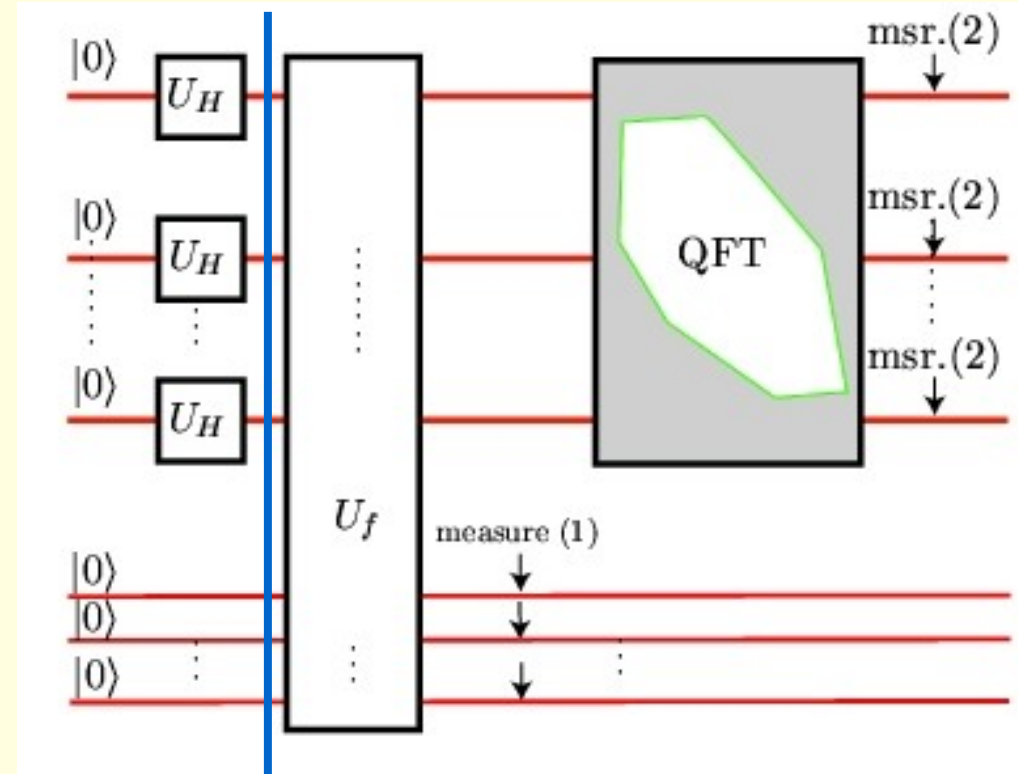 msr.(2)
|0⟩
U_H
|0⟩
msr.(2)
U_H
QFT
|0⟩
msr.(2)
U_H
U_f
measure (1)
|0⟩
|0⟩
|0⟩